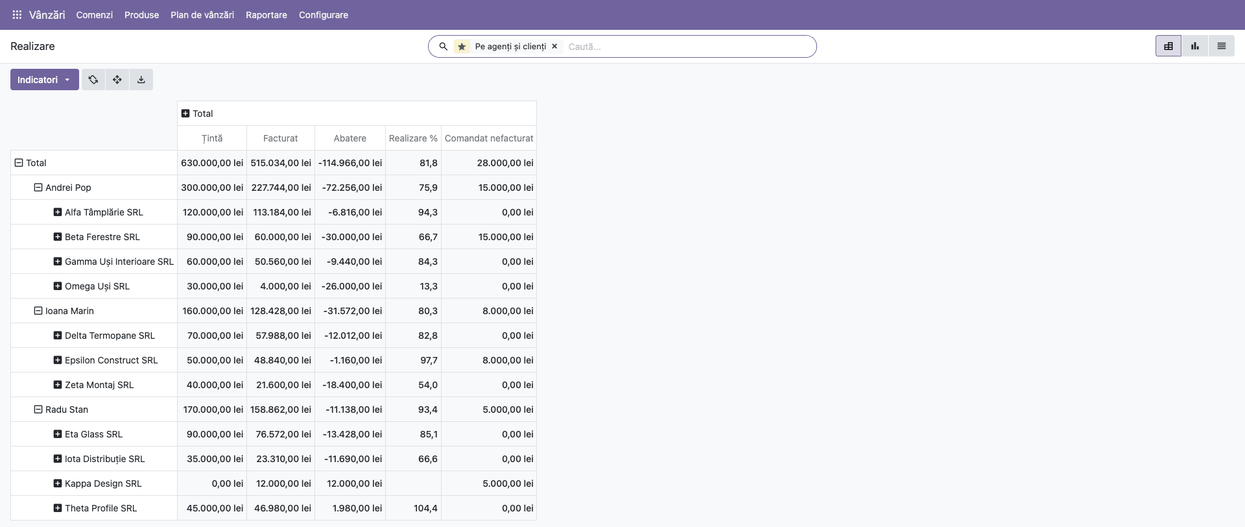 Vânzări Comenzi Produse Plan de vânzări Raportare Configurare
Realizare Pe agenți și clienți × Caută...
Indicatori
Total
Țintă Facturat Abatere Realizare % Comandat nefacturat
Total 630.000,00 lei 515.034,00 lei -114.966,00 lei 81,8 28.000,00 lei
Andrei Pop 300.000,00 lei 227.744,00 lei -72.256,00 lei 75,9 15.000,00 lei
Alfa Tâmplărie SRL 120.000,00 lei 113.184,00 lei -6.816,00 lei 94,3 0,00 lei
Beta Ferestre SRL 90.000,00 lei 60.000,00 lei -30.000,00 lei 66,7 15.000,00 lei
Gamma Uși Interioare SRL 60.000,00 lei 50.560,00 lei -9.440,00 lei 84,3 0,00 lei
Omega Uși SRL 30.000,00 lei 4.000,00 lei -26.000,00 lei 13,3 0,00 lei
Ioana Marin 160.000,00 lei 128.428,00 lei -31.572,00 lei 80,3 8.000,00 lei
Delta Termopane SRL 70.000,00 lei 57.988,00 lei -12.012,00 lei 82,8 0,00 lei
Epsilon Construct SRL 50.000,00 lei 48.840,00 lei -1.160,00 lei 97,7 8.000,00 lei
Zeta Montaj SRL 40.000,00 lei 21.600,00 lei -18.400,00 lei 54,0 0,00 lei
Radu Stan 170.000,00 lei 158.862,00 lei -11.138,00 lei 93,4 5.000,00 lei
Eta Glass SRL 90.000,00 lei 76.572,00 lei -13.428,00 lei 85,1 0,00 lei
Iota Distribuție SRL 35.000,00 lei 23.310,00 lei -11.690,00 lei 66,6 0,00 lei
Kappa Design SRL 0,00 lei 12.000,00 lei 12.000,00 lei 5.000,00 lei
Theta Profile SRL 45.000,00 lei 46.980,00 lei 1.980,00 lei 104,4 0,00 lei